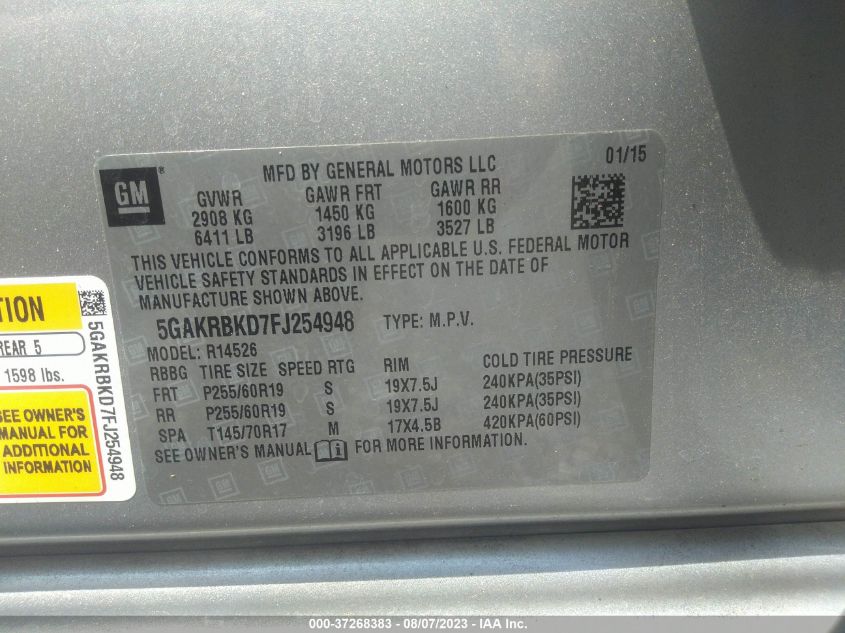 MFD BY GENERAL MOTORS LLC 01/15
GM ®
GVWR GAWR FRT GAWR RR
2908 KG 1450 KG 1600 KG
6411 LB 3196 LB 3527 LB
THIS VEHICLE CONFORMS TO ALL APPLICABLE U.S. FEDERAL MOTOR
VEHICLE SAFETY STANDARDS IN EFFECT ON THE DATE OF
MANUFACTURE SHOWN ABOVE.
5GAKRBKD7FJ254948 TYPE: M.P.V.
MODEL: R14526
RBBG TIRE SIZE SPEED RTG RIM COLD TIRE PRESSURE
FRT P255/60R19 S 19X7.5J 240KPA(35PSI)
RR P255/60R19 S 19X7.5J 240KPA(35PSI)
SPA T145/70R17 M 17X4.5B 420KPA(60PSI)
SEE OWNER'S MANUAL FOR MORE INFORMATION.
REAR 5
1598 lbs.
SEE OWNER'S
MANUAL FOR
ADDITIONAL
INFORMATION
5GAKRBKD7FJ254948
000-37268383 - 08/07/2023 - IAA Inc.